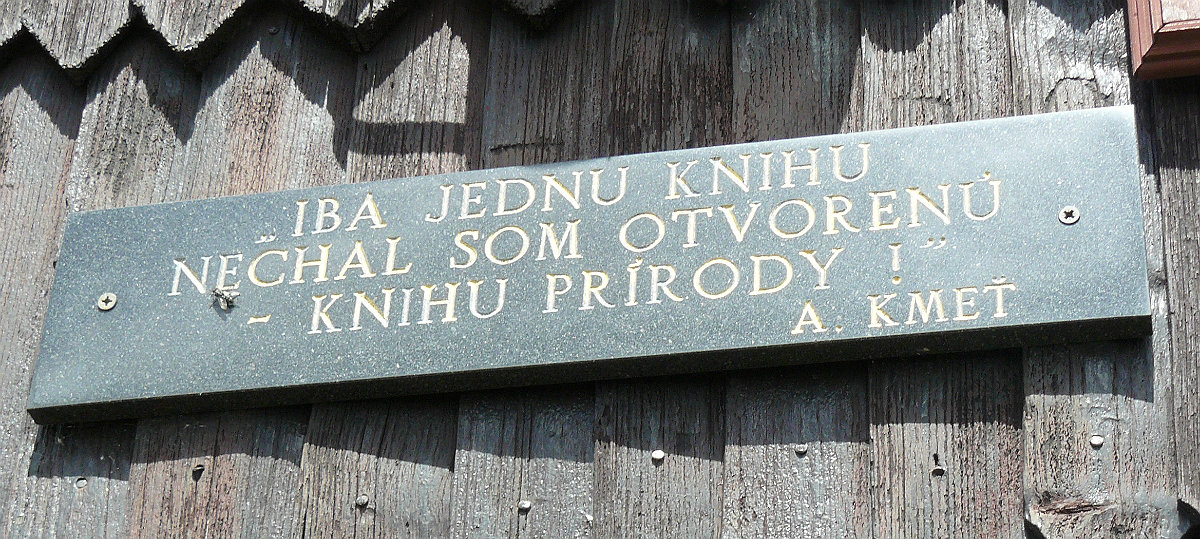 „IBA JEDNU KNIHU
NECHAL SOM OTVORENÚ
- KNIHU PRÍRODY !"
A. KMEŤ